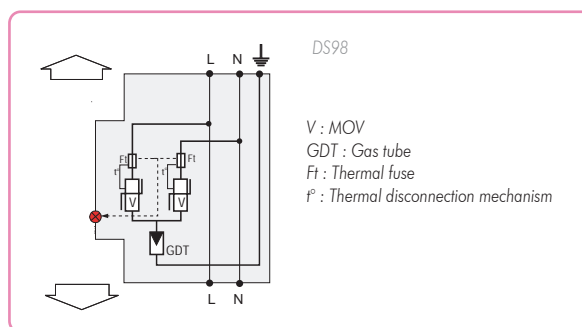 DS98
L N
V : MOV
GDT : Gas tube
Ft : Thermal fuse
t° : Thermal disconnection mechanism
Ft Ft
t° t°
V V
GDT
L N